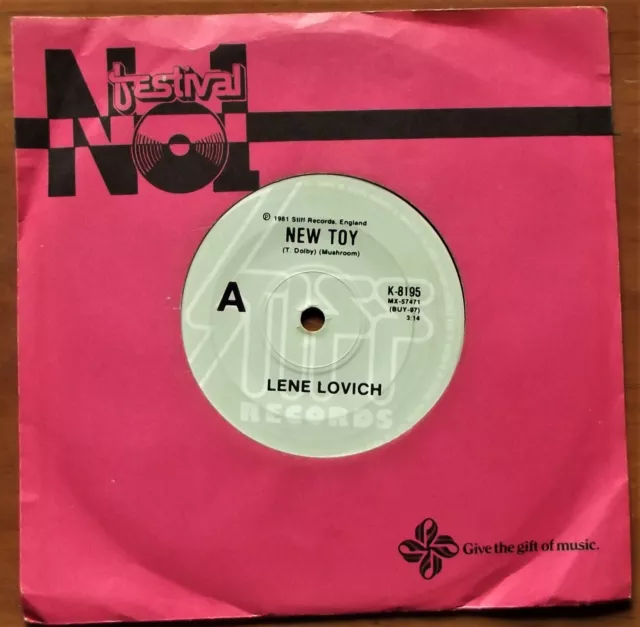 festival
No1
℗ 1981 Stiff Records, England
NEW TOY
(T. Dolby) (Mushroom)
A
K-8195
MX-57471
(BUY-97)
3:14
LENE LOVICH
STIFF
RECORDS
Give the gift of music.